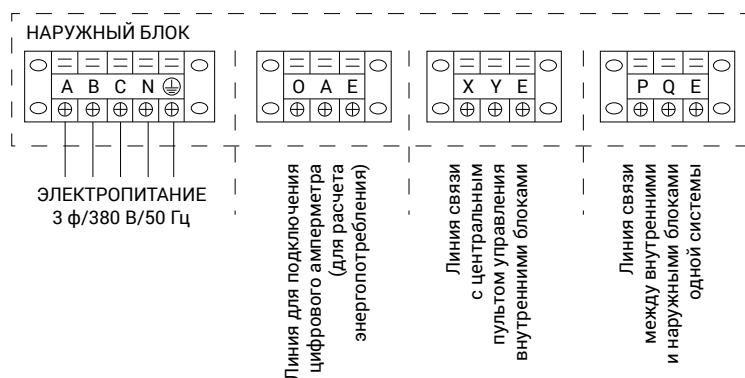 НАРУЖНЫЙ БЛОК
A B C N
O A E
X Y E
P Q E
ЭЛЕКТРОПИТАНИЕ
3 ф/380 В/50 Гц
Линия для подключения
цифрового амперметра
(для расчета
энергопотребления)
Линия связи
с центральным
пультом управления
внутренними блоками
Линия связи
между внутренними
и наружными блоками
одной системы